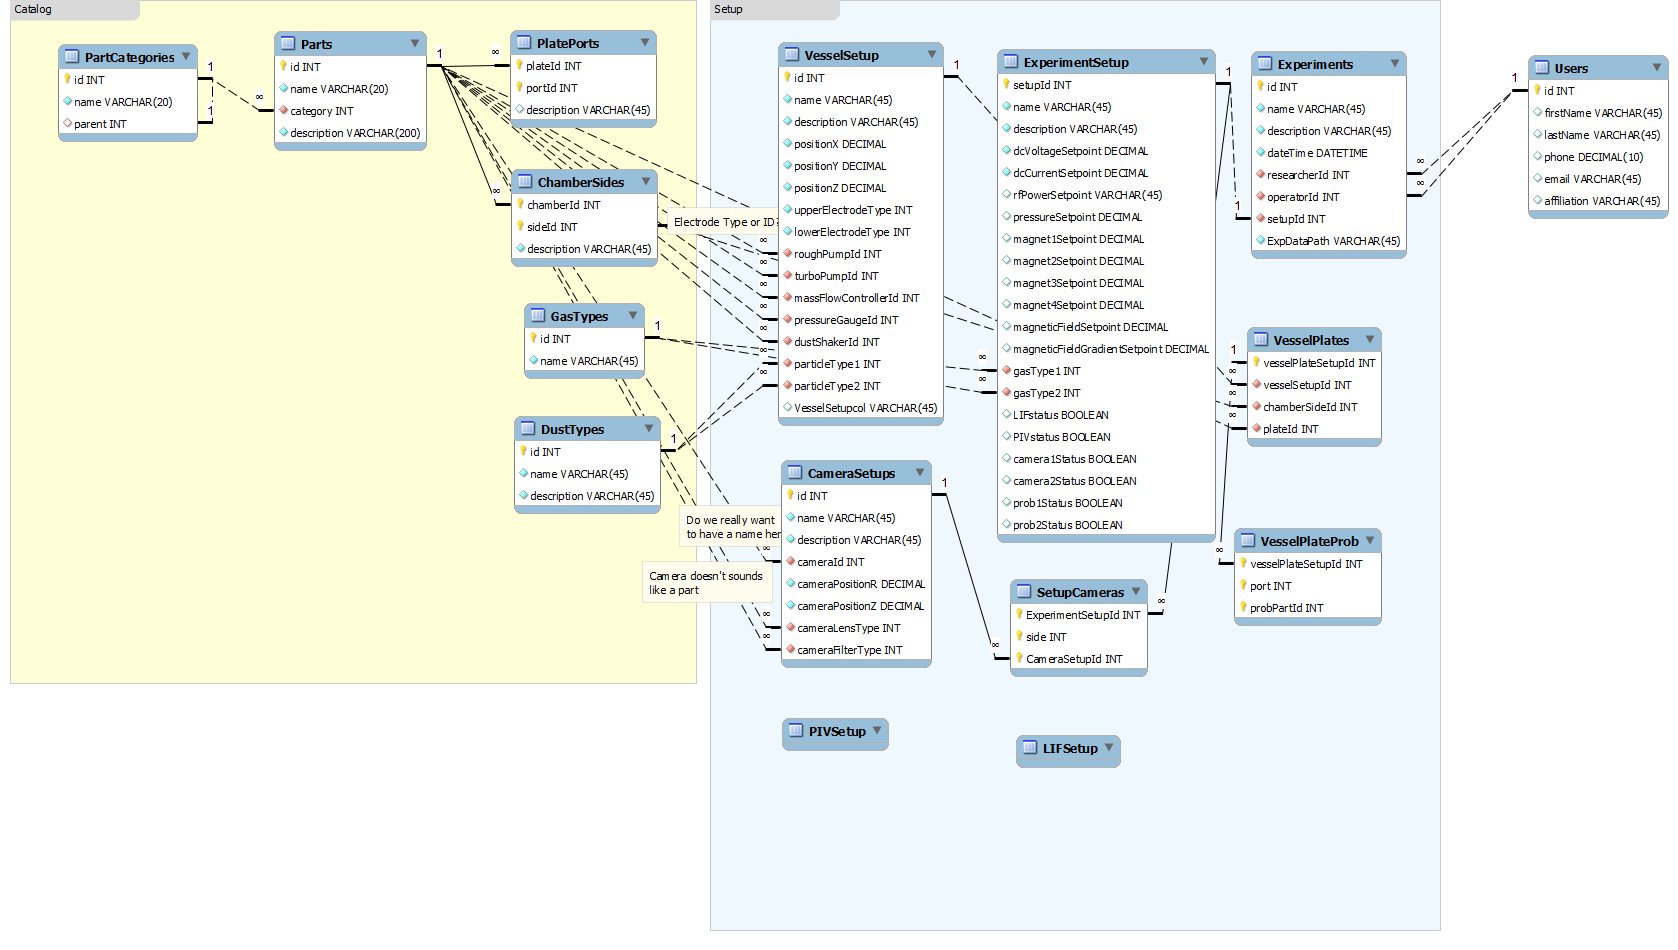 Catalog
PartCategories
id INT
name VARCHAR(20)
parent INT
1
1
∞
Parts
id INT
name VARCHAR(20)
category INT
description VARCHAR(200)
1
∞
∞
PlatePorts
plateId INT
portId INT
description VARCHAR(45)
ChamberSides
chamberId INT
sideId INT
description VARCHAR(45)
GasTypes
id INT
name VARCHAR(45)
1
DustTypes
id INT
name VARCHAR(45)
description VARCHAR(45)
1
Electrode Type or ID?
Do we really want
to have a name her
Camera doesn't sounds
like a part
Setup
VesselSetup
id INT
name VARCHAR(45)
description VARCHAR(45)
positionX DECIMAL
positionY DECIMAL
positionZ DECIMAL
upperElectrodeType INT
lowerElectrodeType INT
roughPumpId INT
turboPumpId INT
massFlowControllerId INT
pressureGaugeId INT
dustShakerId INT
particleType1 INT
particleType2 INT
VesselSetupcol VARCHAR(45)
1
∞
∞
∞
∞
∞
∞
∞
CameraSetups
id INT
name VARCHAR(45)
description VARCHAR(45)
cameraId INT
cameraPositionR DECIMAL
cameraPositionZ DECIMAL
cameraLensType INT
cameraFilterType INT
1
∞
∞
∞
PIVSetup
ExperimentSetup
setupId INT
name VARCHAR(45)
description VARCHAR(45)
dcVoltageSetpoint DECIMAL
dcCurrentSetpoint DECIMAL
rfPowerSetpoint VARCHAR(45)
pressureSetpoint DECIMAL
magnet1Setpoint DECIMAL
magnet2Setpoint DECIMAL
magnet3Setpoint DECIMAL
magnet4Setpoint DECIMAL
magneticFieldSetpoint DECIMAL
magneticFieldGradientSetpoint DECIMAL
gasType1 INT
gasType2 INT
LIFstatus BOOLEAN
PIVstatus BOOLEAN
camera1Status BOOLEAN
camera2Status BOOLEAN
prob1Status BOOLEAN
prob2Status BOOLEAN
1
∞
∞
SetupCameras
ExperimentSetupId INT
side INT
CameraSetupId INT
∞
∞
LIFSetup
Experiments
id INT
name VARCHAR(45)
description VARCHAR(45)
dateTime DATETIME
researcherId INT
operatorId INT
setupId INT
ExpDataPath VARCHAR(45)
1
∞
∞
VesselPlates
vesselPlateSetupId INT
vesselSetupId INT
chamberSideId INT
plateId INT
1
∞
∞
∞
VesselPlateProb
vesselPlateSetupId INT
port INT
probPartId INT
∞
Users
id INT
firstName VARCHAR(45)
lastName VARCHAR(45)
phone DECIMAL(10)
email VARCHAR(45)
affiliation VARCHAR(45)
1